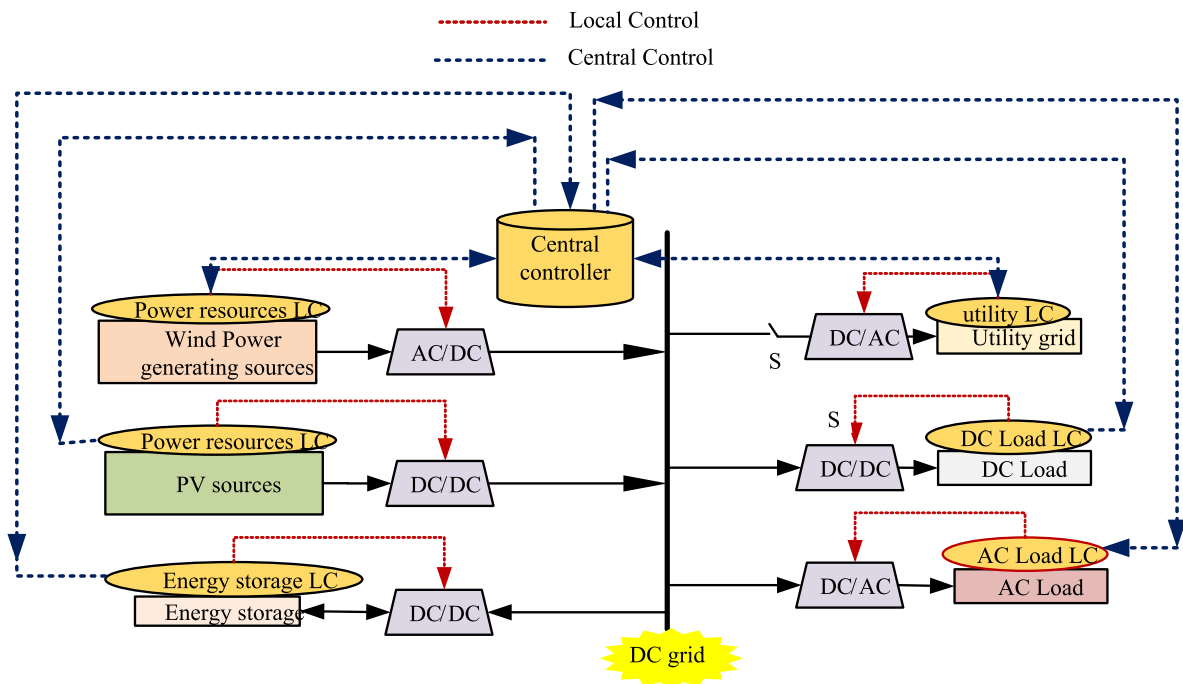 Local Control
Central Control
Central
controller
Power resources LC
Wind Power
generating sources
AC/DC
utility LC
Utility grid
DC/AC
S
Power resources LC
PV sources
DC/DC
S
DC Load LC
DC Load
DC/DC
Energy storage LC
Energy storage
DC/DC
AC Load LC
AC Load
DC/AC
DC grid